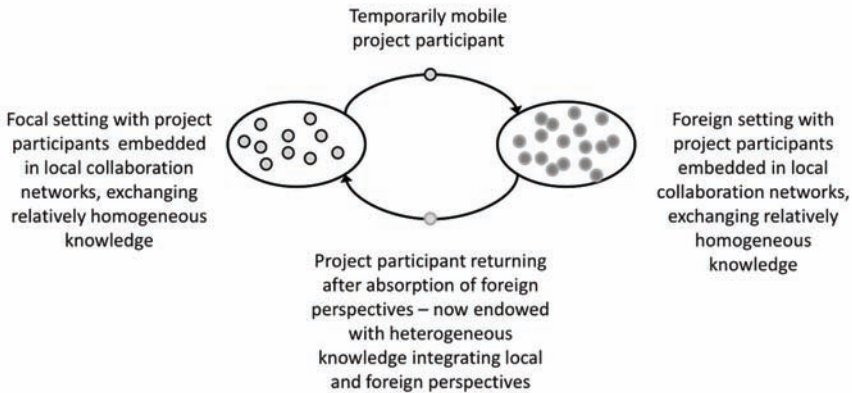 Temporarily mobile
project participant
Focal setting with project
participants embedded
in local collaboration
networks, exchanging
relatively homogeneous
knowledge
Foreign setting with
project participants
embedded in local
collaboration networks,
exchanging relatively
homogeneous
knowledge
Project participant returning
after absorption of foreign
perspectives – now endowed
with heterogeneous
knowledge integrating local
and foreign perspectives